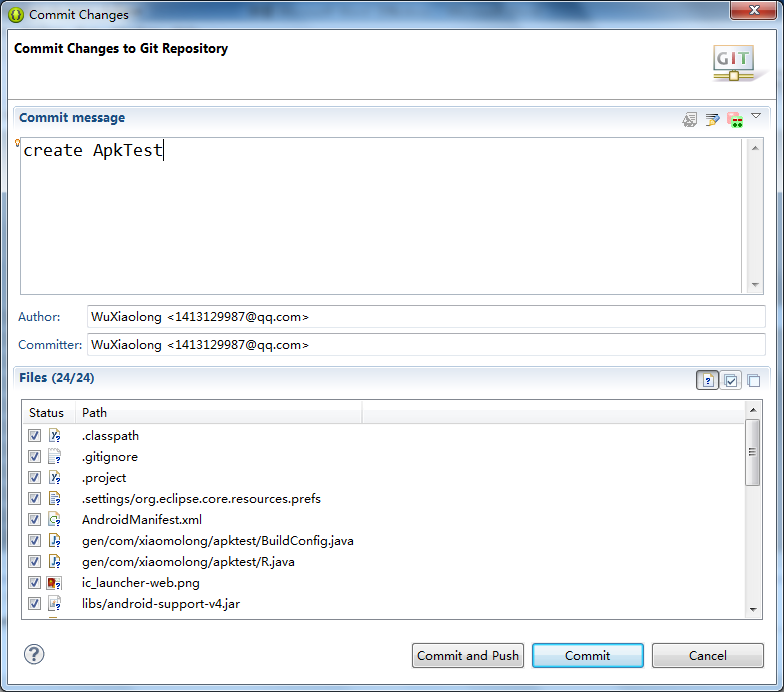 Commit Changes
Commit Changes to Git Repository
GIT
Commit message
create ApkTest
Author: WuXiaolong <1413129987@qq.com>
Committer: WuXiaolong <1413129987@qq.com>
Files (24/24)
Status Path
.classpath
.gitignore
.project
.settings/org.eclipse.core.resources.prefs
AndroidManifest.xml
gen/com/xiaomolong/apktest/BuildConfig.java
gen/com/xiaomolong/apktest/R.java
ic_launcher-web.png
libs/android-support-v4.jar
Commit and Push Commit Cancel